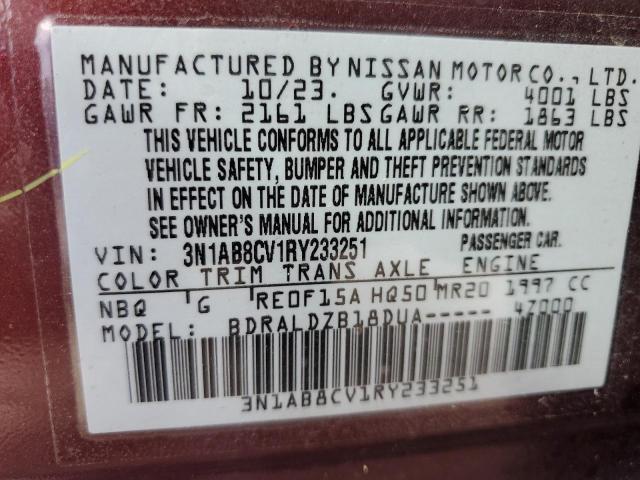 MANUFACTURED BY NISSAN MOTOR CO., LTD.
DATE: 10/23. GVWR: 4001 LBS
GAWR FR: 2161 LBS GAWR RR: 1863 LBS
THIS VEHICLE CONFORMS TO ALL APPLICABLE FEDERAL MOTOR
VEHICLE SAFETY, BUMPER AND THEFT PREVENTION STANDARDS
IN EFFECT ON THE DATE OF MANUFACTURE SHOWN ABOVE.
SEE OWNER'S MANUAL FOR ADDITIONAL INFORMATION.
VIN: 3N1AB8CV1RY233251 PASSENGER CAR.
COLOR TRIM TRANS AXLE ENGINE
NBQ G RE0F15A HQ50 MR20 1997 CC
MODEL: BDRALDZB18DUA----- 4Z000
3N1AB8CV1RY233251